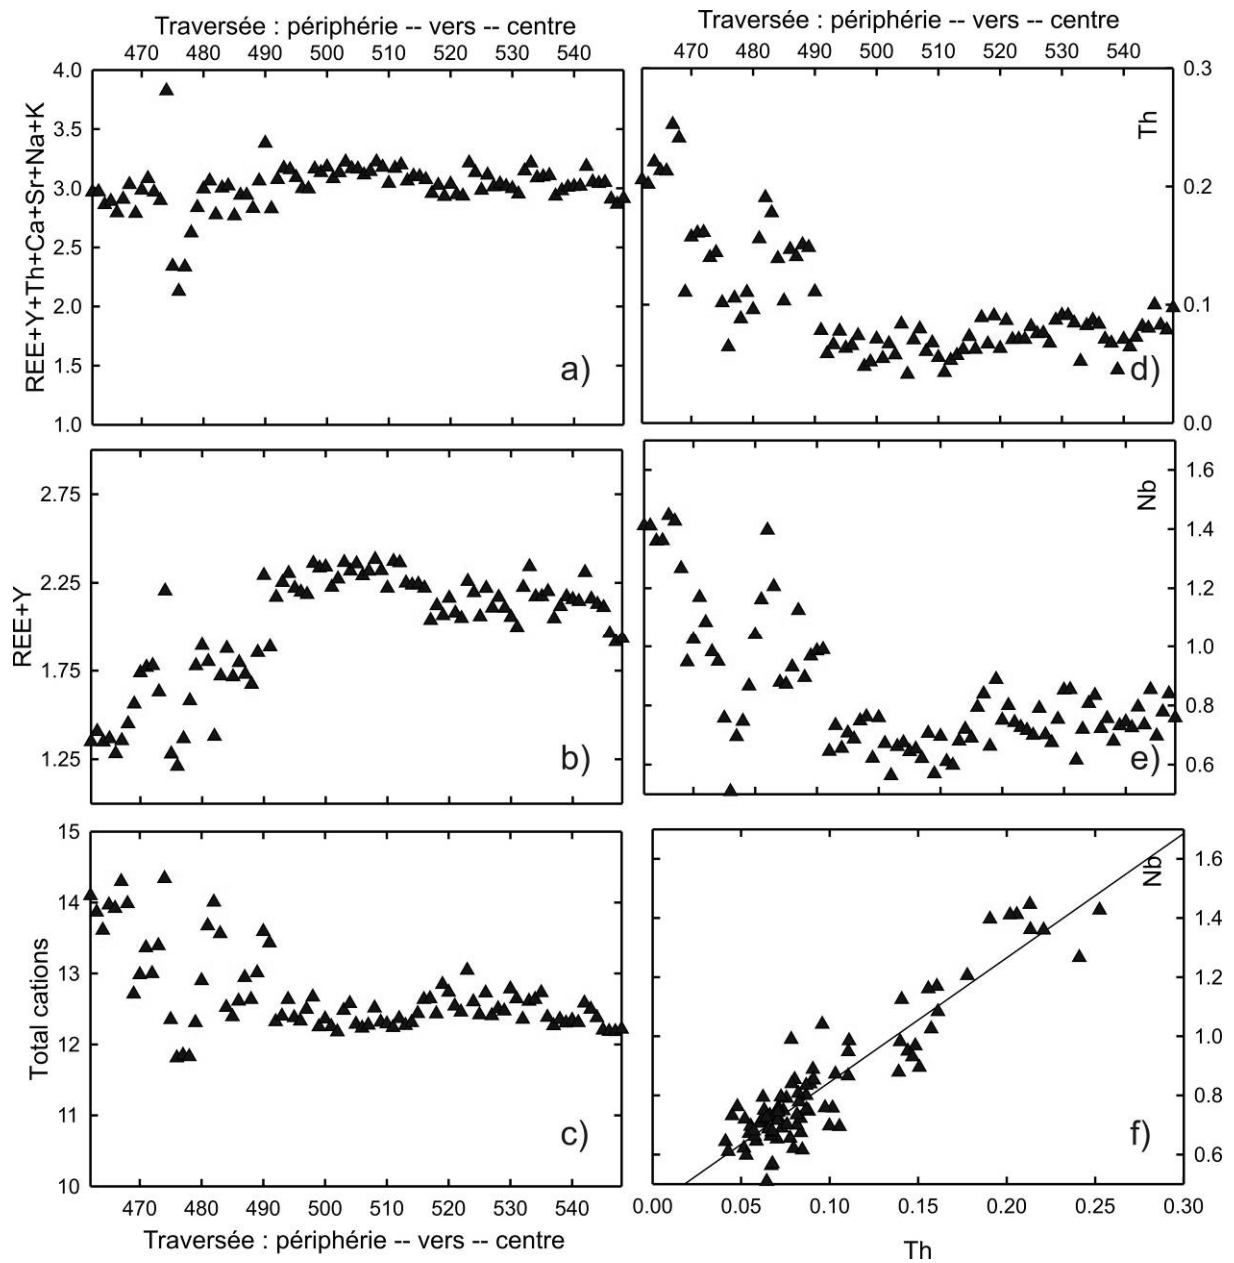 Traversée : périphérie -- vers -- centre
470 480 490 500 510 520 530 540
4.0
3.5
3.0
2.5
2.0
1.5
1.0
REE+Y+Th+Ca+Sr+Na+K
a)
Traversée : périphérie -- vers -- centre
470 480 490 500 510 520 530 540
0.3
0.2
0.1
0.0
Th
d)
2.75
2.25
1.75
1.25
REE+Y
b)
1.6
1.4
1.2
1.0
0.8
0.6
Nb
e)
15
14
13
12
11
10
Total cations
c)
470 480 490 500 510 520 530 540
Traversée : périphérie -- vers -- centre
1.6
1.4
1.2
1.0
0.8
0.6
Nb
f)
0.00 0.05 0.10 0.15 0.20 0.25 0.30
Th